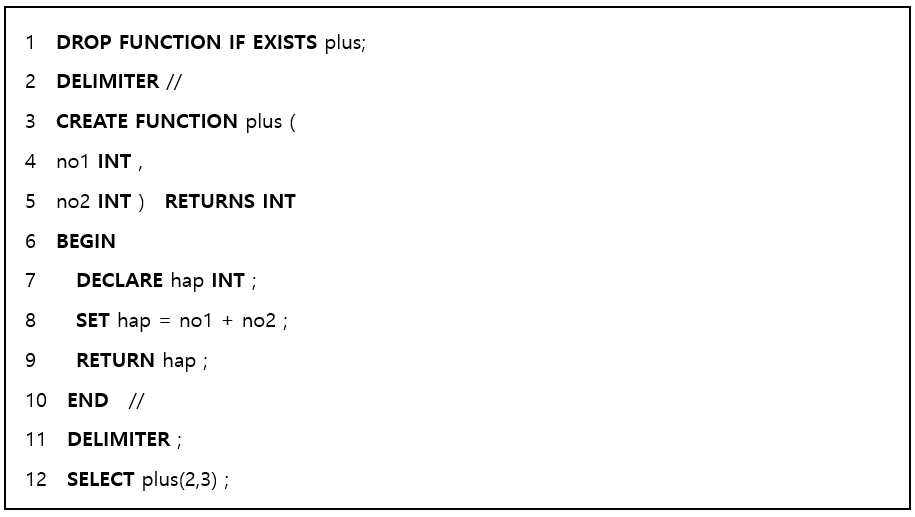 1 DROP FUNCTION IF EXISTS plus;
2 DELIMITER //
3 CREATE FUNCTION plus (
4 no1 INT ,
5 no2 INT ) RETURNS INT
6 BEGIN
7 DECLARE hap INT ;
8 SET hap = no1 + no2 ;
9 RETURN hap ;
10 END //
11 DELIMITER ;
12 SELECT plus(2,3) ;